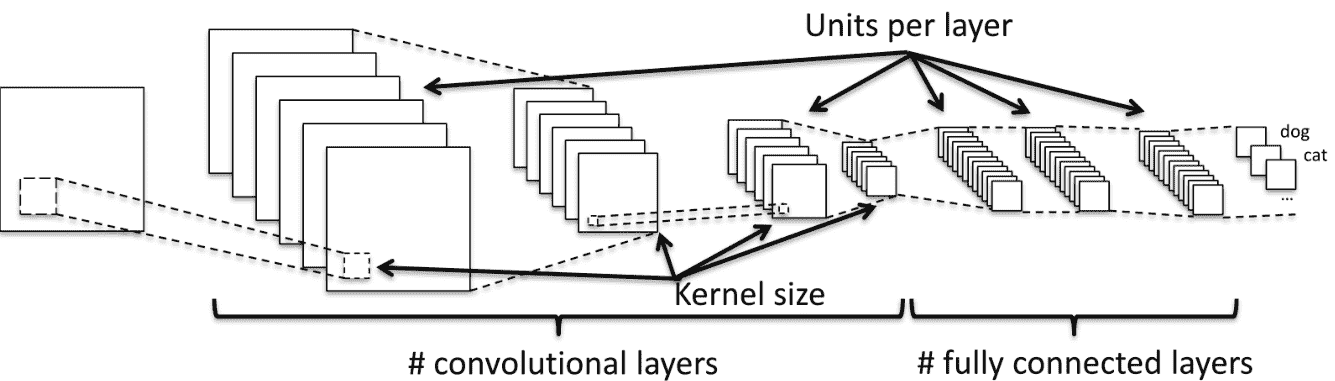 Units per layer
dog
cat
...
Kernel size
# convolutional layers
# fully connected layers